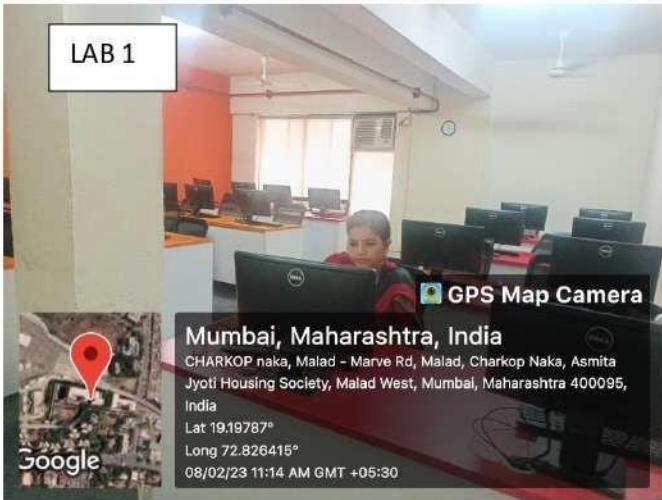 LAB 1
DELL
DELL
GPS Map Camera
Mumbai, Maharashtra, India
CHARKOP naka, Malad - Marve Rd, Malad, Charkop Naka, Asmita
Jyoti Housing Society, Malad West, Mumbai, Maharashtra 400095,
India
Lat 19.19787°
Long 72.826415°
08/02/23 11:14 AM GMT +05:30
Google